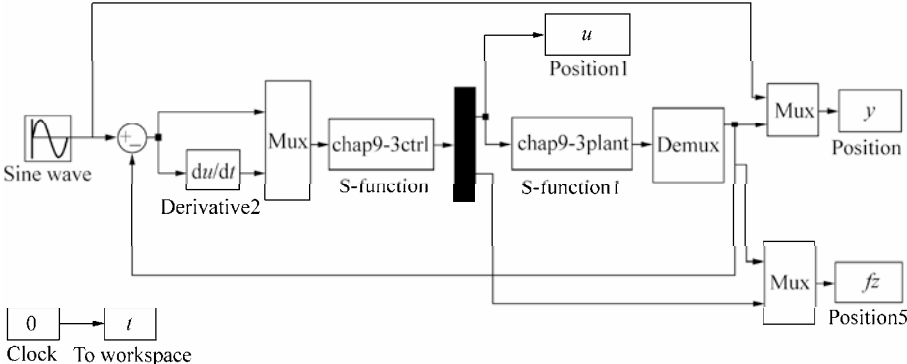 u
Position1
Sine wave
+
−
du/dt
Derivative2
Mux
chap9-3ctrl
S-function
chap9-3plant
S-function1
Demux
Mux
y
Position
Mux
fz
Position5
0
Clock
t
To workspace